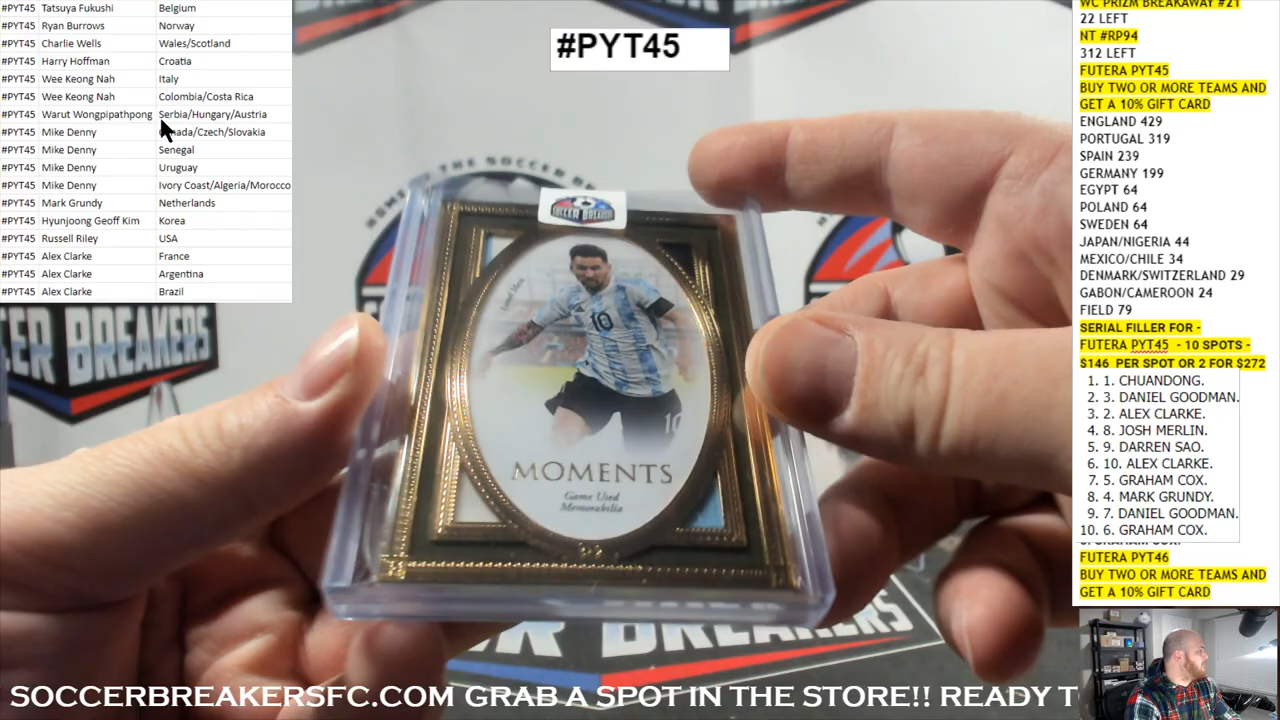 #PYT45 Tatsuya Fukushi Belgium
#PYT45 Ryan Burrows Norway
#PYT45 Charlie Wells Wales/Scotland
#PYT45 Harry Hoffman Croatia
#PYT45 Wee Keong Nah Italy
#PYT45 Wee Keong Nah Colombia/Costa Rica
#PYT45 Warut Wongpipathpong Serbia/Hungary/Austria
#PYT45 Mike Denny Canada/Czech/Slovakia
#PYT45 Mike Denny Senegal
#PYT45 Mike Denny Uruguay
#PYT45 Mike Denny Ivory Coast/Algeria/Morocco
#PYT45 Mark Grundy Netherlands
#PYT45 Hyunjoong Geoff Kim Korea
#PYT45 Russell Riley USA
#PYT45 Alex Clarke France
#PYT45 Alex Clarke Argentina
#PYT45 Alex Clarke Brazil
#PYT45
SOCCER BREAKERS
10
10
MOMENTS
Game Used
Memorabilia
WC PRIZM BREAKAWAY #21
22 LEFT
NT #RP94
312 LEFT
FUTERA PYT45
BUY TWO OR MORE TEAMS AND
GET A 10% GIFT CARD
ENGLAND 429
PORTUGAL 319
SPAIN 239
GERMANY 199
EGYPT 64
POLAND 64
SWEDEN 64
JAPAN/NIGERIA 44
MEXICO/CHILE 34
DENMARK/SWITZERLAND 29
GABON/CAMEROON 24
FIELD 79
SERIAL FILLER FOR -
FUTERA PYT45 - 10 SPOTS -
$146 PER SPOT OR 2 FOR $272
1. 1. CHUANDONG.
2. 3. DANIEL GOODMAN.
3. 2. ALEX CLARKE.
4. 8. JOSH MERLIN.
5. 9. DARREN SAO.
6. 10. ALEX CLARKE.
7. 5. GRAHAM COX.
8. 4. MARK GRUNDY.
9. 7. DANIEL GOODMAN.
10. 6. GRAHAM COX.
FUTERA PYT46
BUY TWO OR MORE TEAMS AND
GET A 10% GIFT CARD
SOCCERBREAKERSFC.COM GRAB A SPOT IN THE STORE!! READY T